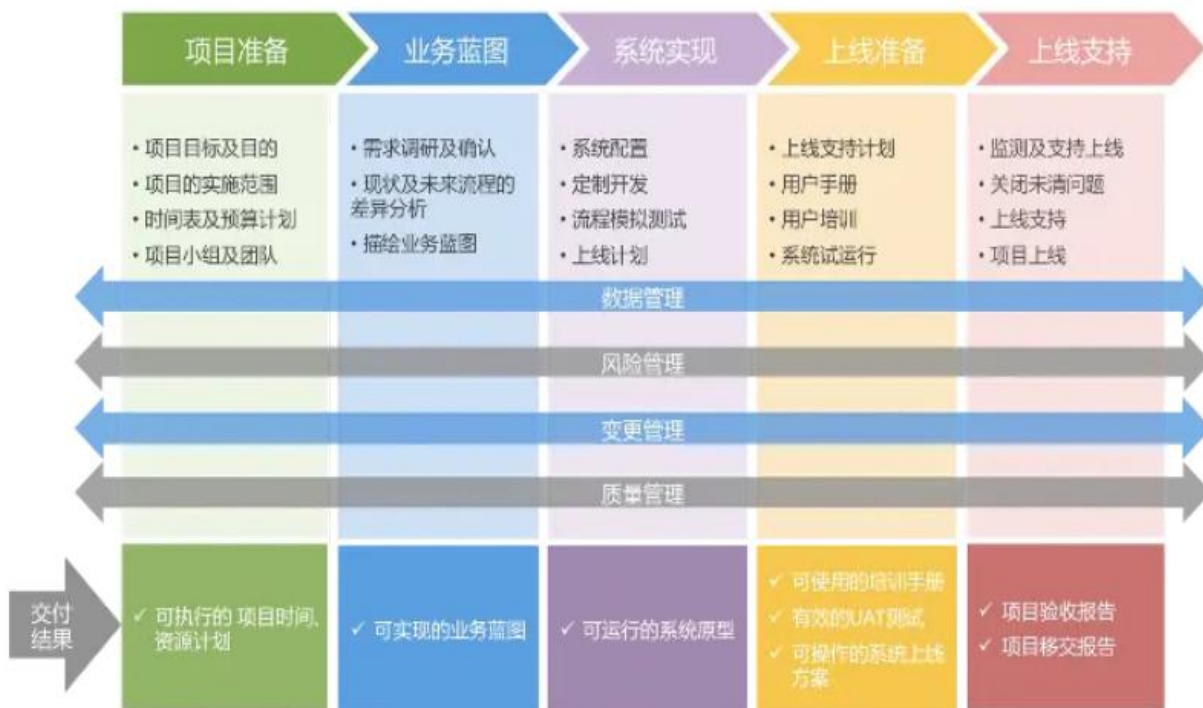 项目准备
业务蓝图
系统实现
上线准备
上线支持
• 项目目标及目的
• 项目的实施范围
• 时间表及预算计划
• 项目小组及团队
• 需求调研及确认
• 现状及未来流程的
差异分析
• 描绘业务蓝图
• 系统配置
• 定制开发
• 流程模拟测试
• 上线计划
• 上线支持计划
• 用户手册
• 用户培训
• 系统试运行
• 监测及支持上线
• 关闭未清问题
• 上线支持
• 项目上线
数据管理
风险管理
变更管理
质量管理
交付
结果
✓ 可执行的 项目时间,
资源计划
✓ 可实现的业务蓝图
✓ 可运行的系统原型
✓ 可使用的培训手册
✓ 有效的UAT测试
✓ 可操作的系统上线
方案
✓ 项目验收报告
✓ 项目移交报告